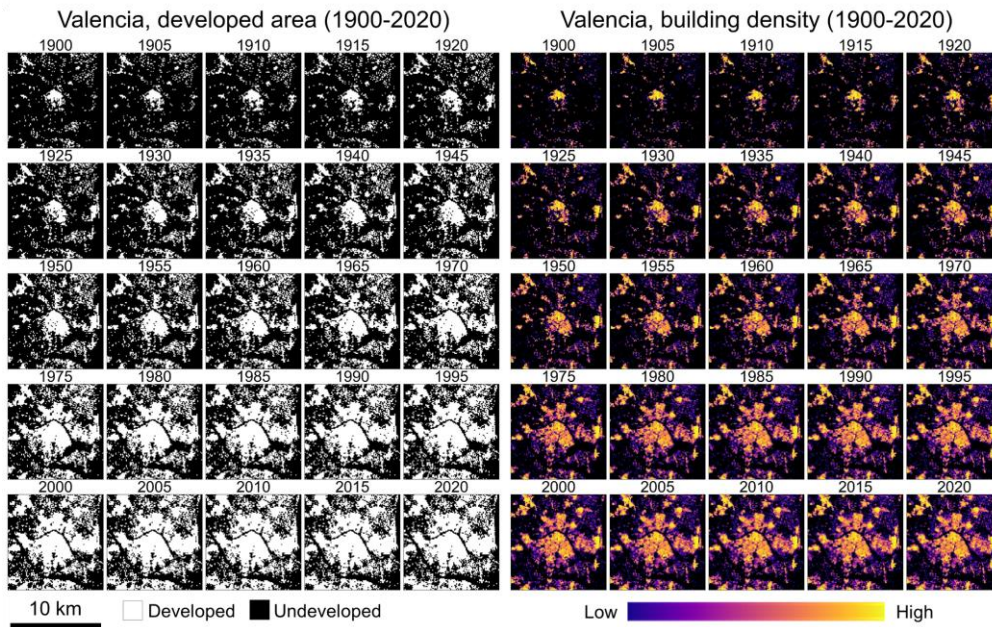 Valencia, developed area (1900-2020)
1900 1905 1910 1915 1920
1925 1930 1935 1940 1945
1950 1955 1960 1965 1970
1975 1980 1985 1990 1995
2000 2005 2010 2015 2020
10 km
Developed
Undeveloped
Valencia, building density (1900-2020)
1900 1905 1910 1915 1920
1925 1930 1935 1940 1945
1950 1955 1960 1965 1970
1975 1980 1985 1990 1995
2000 2005 2010 2015 2020
Low
High